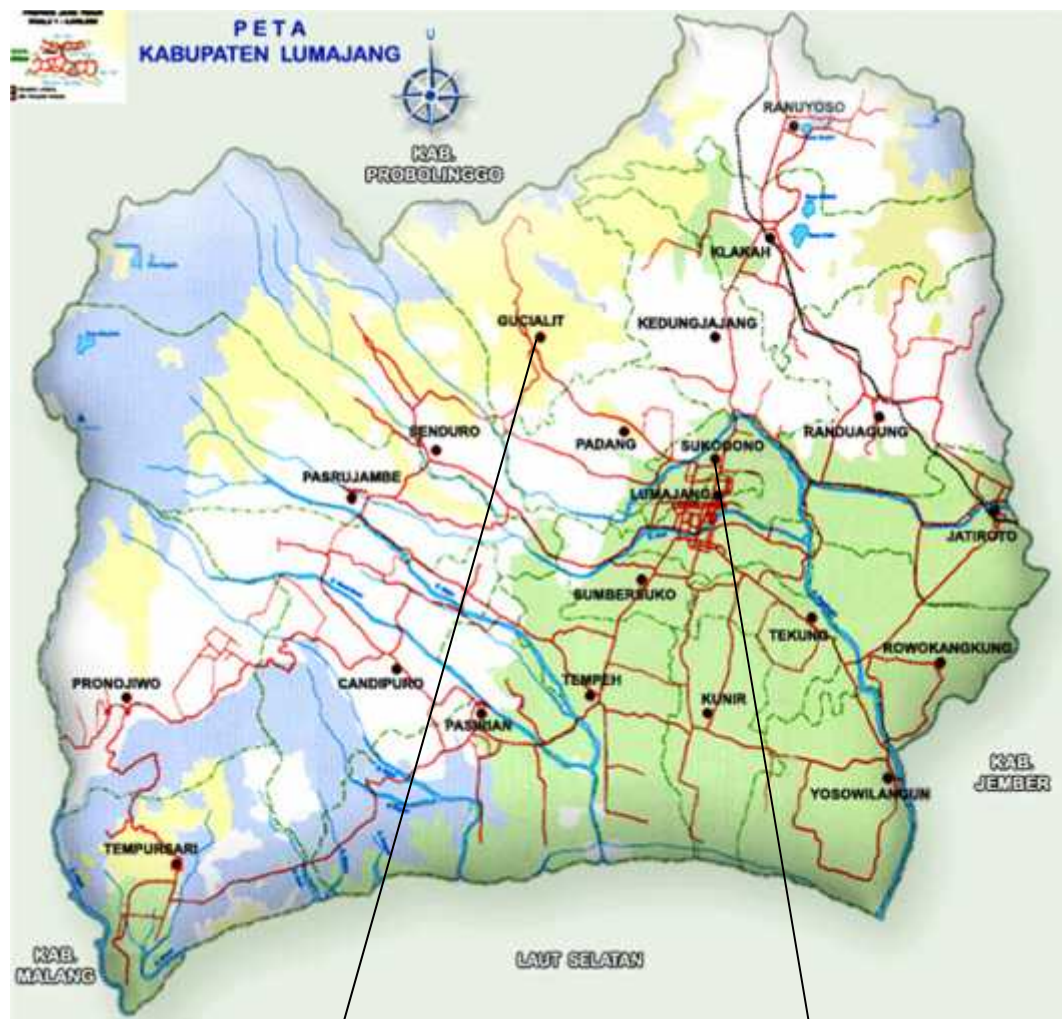 PETA
KABUPATEN LUMAJANG
U
KAB.
PROBOLINGGO
RANUYOSO
KLAKAH
GUCIALIT
KEDUNGJAJANG
SENDURO
PADANG
SUKODONO
RANDUAGUNG
PASRUJAMBE
LUMAJANG
JATIROTO
SUMBERSUKO
TEKUNG
ROWOKANGKUNG
PRONOJIWO
CANDIPURO
TEMPEH
KUNIR
PASIRIAN
KAB.
JEMBER
YOSOWILANGUN
TEMPURSARI
KAB.
MALANG
LAUT SELATAN